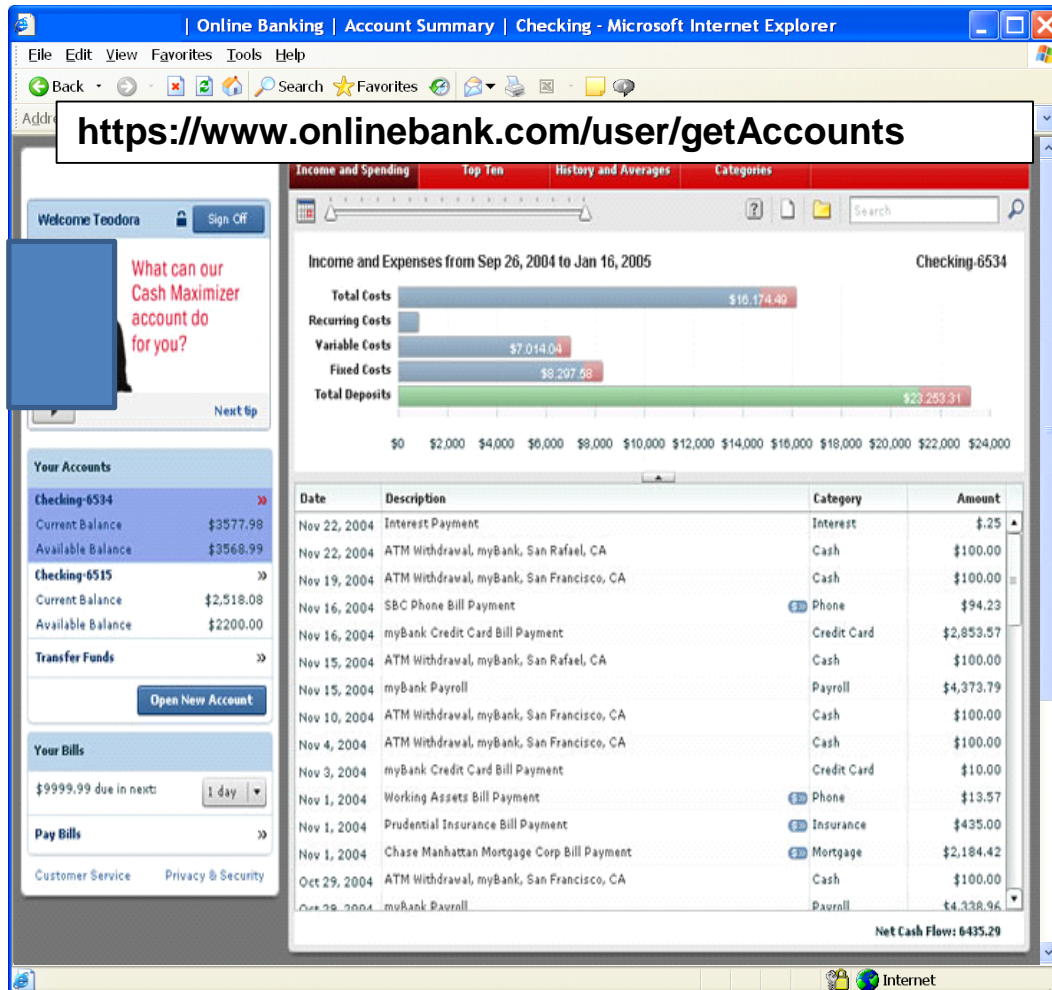 | Online Banking | Account Summary | Checking - Microsoft Internet Explorer
File Edit View Favorites Tools Help
Back Search Favorites
Addre
https://www.onlinebank.com/user/getAccounts
Income and Spending Top Ten History and Averages Categories
Welcome Teodora Sign Off
Search
What can our
Cash Maximizer
account do
for you?
Next tip
Income and Expenses from Sep 26, 2004 to Jan 16, 2005 Checking-6534
Total Costs $16,174.49
Recurring Costs
Variable Costs $7,014.04
Fixed Costs $8,297.58
Total Deposits $23,253.31
$0 $2,000 $4,000 $6,000 $8,000 $10,000 $12,000 $14,000 $16,000 $18,000 $20,000 $22,000 $24,000
Your Accounts
Checking-6534 »
Current Balance $3577.98
Available Balance $3568.99
Checking-6515 »
Current Balance $2,518.08
Available Balance $2200.00
Transfer Funds »
Open New Account
Your Bills
$9999.99 due in next: 1 day
Pay Bills »
Customer Service Privacy & Security
Date Description Category Amount
Nov 22, 2004 Interest Payment Interest $.25
Nov 22, 2004 ATM Withdrawal, myBank, San Rafael, CA Cash $100.00
Nov 19, 2004 ATM Withdrawal, myBank, San Francisco, CA Cash $100.00
Nov 16, 2004 SBC Phone Bill Payment Phone $94.23
Nov 16, 2004 myBank Credit Card Bill Payment Credit Card $2,853.57
Nov 15, 2004 ATM Withdrawal, myBank, San Rafael, CA Cash $100.00
Nov 15, 2004 myBank Payroll Payroll $4,373.79
Nov 10, 2004 ATM Withdrawal, myBank, San Francisco, CA Cash $100.00
Nov 4, 2004 ATM Withdrawal, myBank, San Francisco, CA Cash $100.00
Nov 3, 2004 myBank Credit Card Bill Payment Credit Card $10.00
Nov 1, 2004 Working Assets Bill Payment Phone $13.57
Nov 1, 2004 Prudential Insurance Bill Payment Insurance $435.00
Nov 1, 2004 Chase Manhattan Mortgage Corp Bill Payment Mortgage $2,184.42
Oct 29, 2004 ATM Withdrawal, myBank, San Francisco, CA Cash $100.00
Oct 29, 2004 myBank Payroll Payroll $4,338.96
Net Cash Flow: 6435.29
Internet